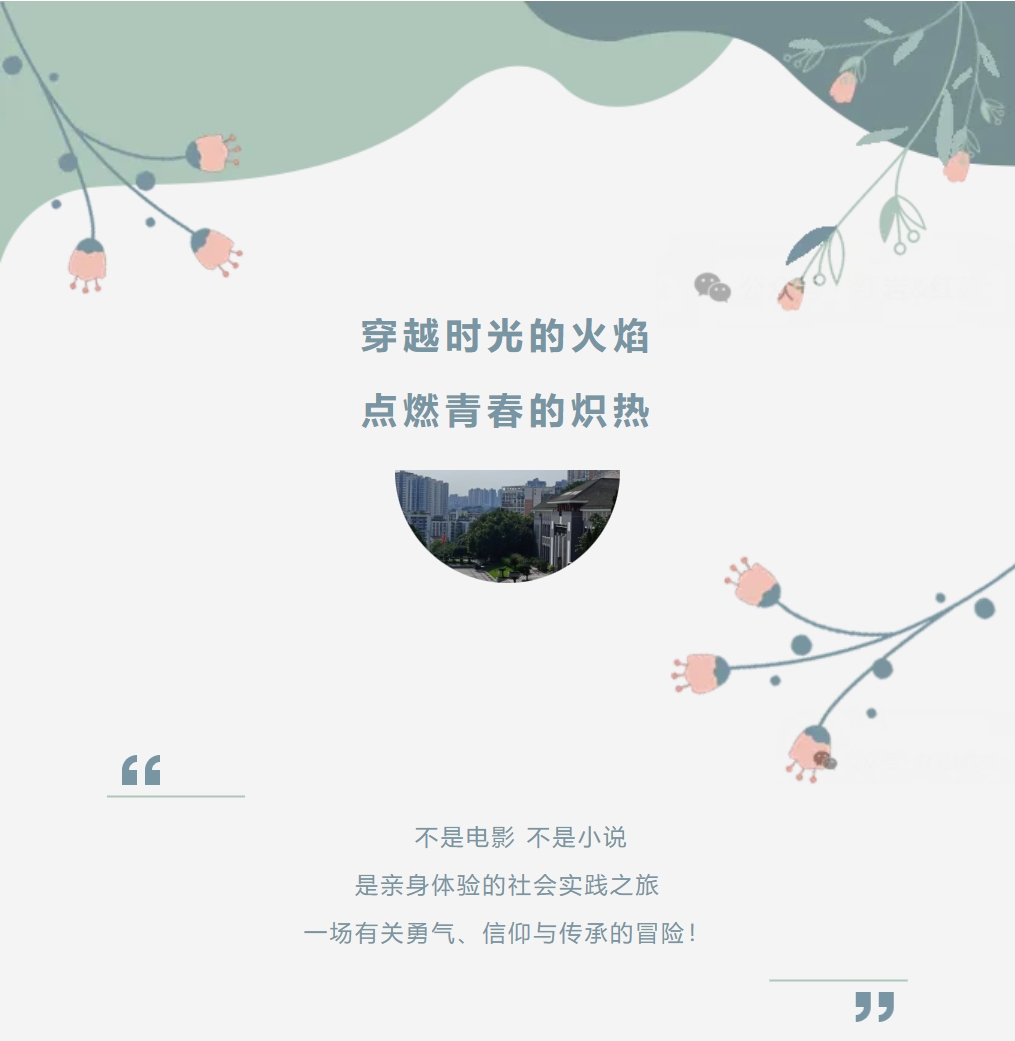 穿越时光的火焰
点燃青春的炽热
不是电影 不是小说
是亲身体验的社会实践之旅
一场有关勇气、信仰与传承的冒险！